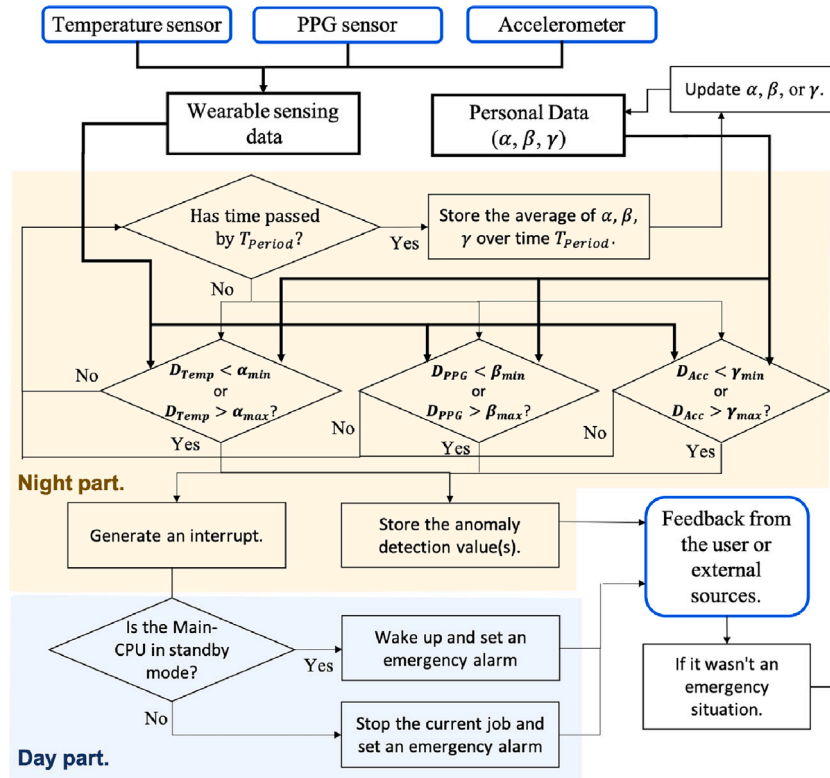 Temperature sensor
PPG sensor
Accelerometer
Wearable sensing
data
Personal Data
(α, β, γ)
Update α, β, or γ.
Has time passed
by T_Period?
Yes
Store the average of α, β,
γ over time T_Period.
No
D_Temp < α_min
or
D_Temp > α_max?
No
Yes
D_PPG < β_min
or
D_PPG > β_max?
No
Yes
D_Acc < γ_min
or
D_Acc > γ_max?
No
Yes
Night part.
Generate an interrupt.
Store the anomaly
detection value(s).
Feedback from
the user or
external
sources.
Is the Main-
CPU in standby
mode?
Yes
Wake up and set an
emergency alarm
If it wasn't an
emergency
situation.
No
Stop the current job and
set an emergency alarm
Day part.